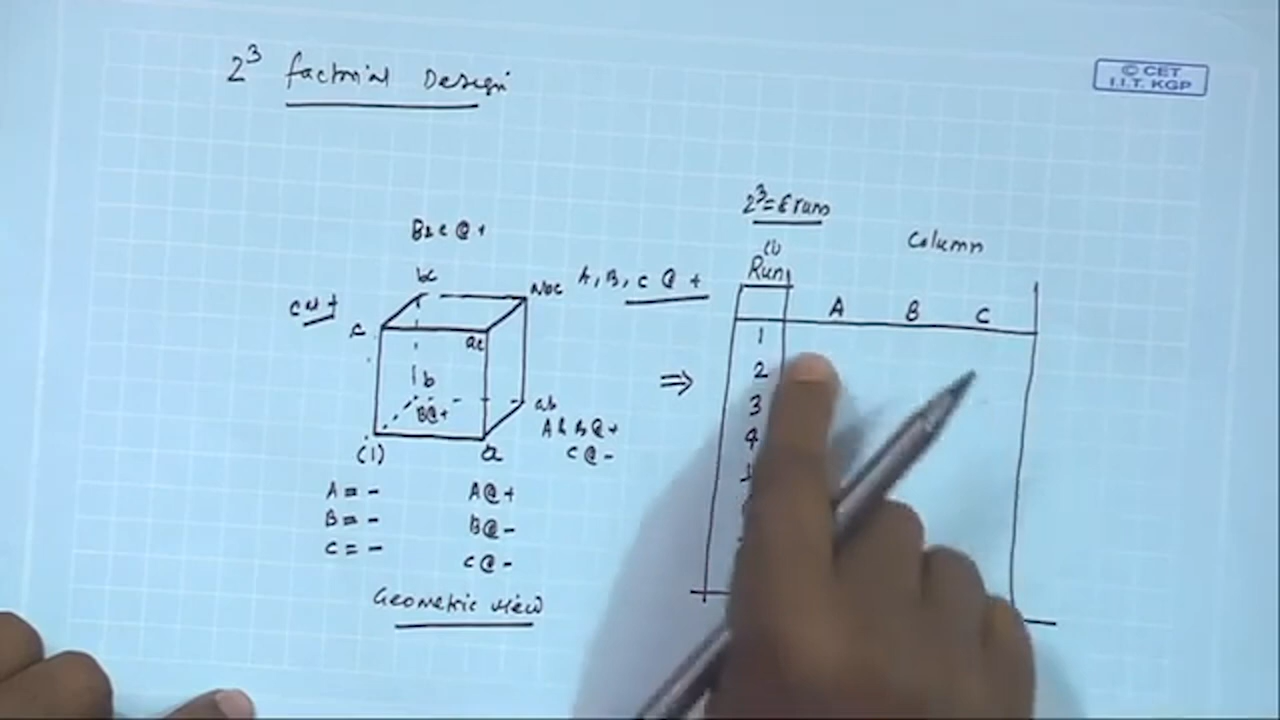 2³ factorial Design
© CET
I.I.T. KGP
2³=8 runs
(1)
Run
Column
A B C
1
2
3
4
B&C @ +
bc
Abc
A, B, C @ +
C at +
c
ac
b
B@+
ab
A & B @ +
C @ -
(1)
a
A = -
B = -
C = -
A@+
B@-
C@-
Geometric view